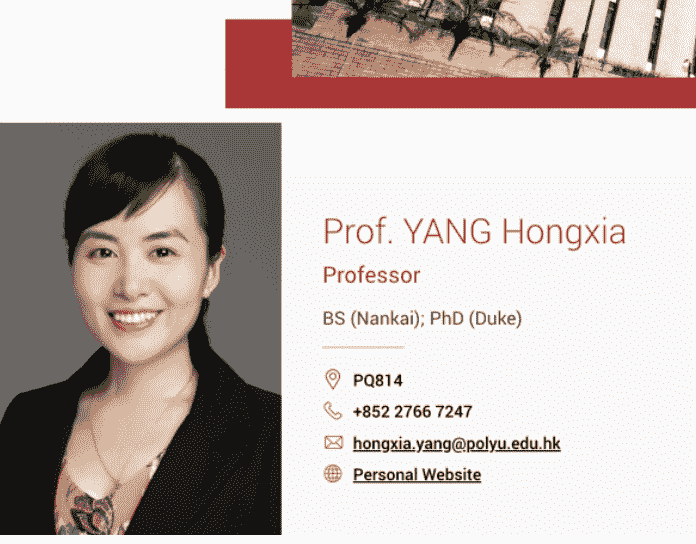 Prof. YANG Hongxia
Professor
BS (Nankai); PhD (Duke)
PQ814
+852 2766 7247
hongxia.yang@polyu.edu.hk
Personal Website